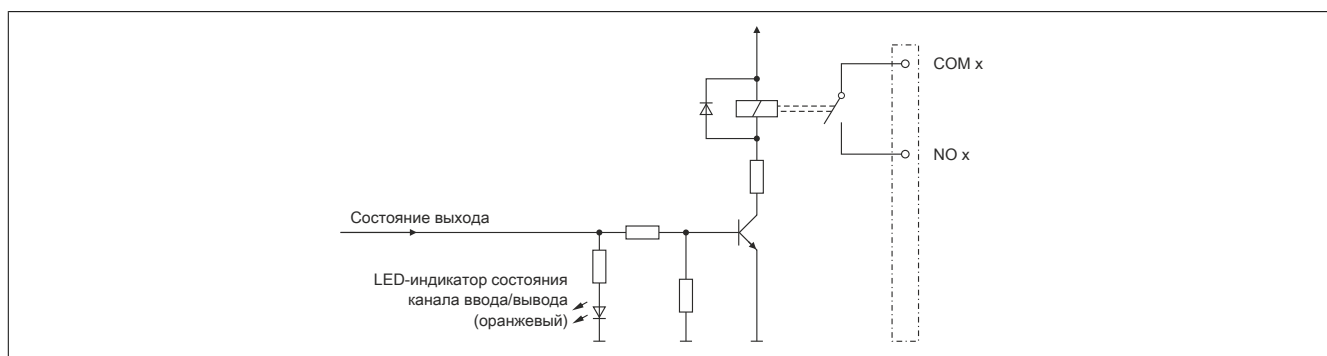 COM x
NO x
Состояние выхода
LED-индикатор состояния
канала ввода/вывода
(оранжевый)